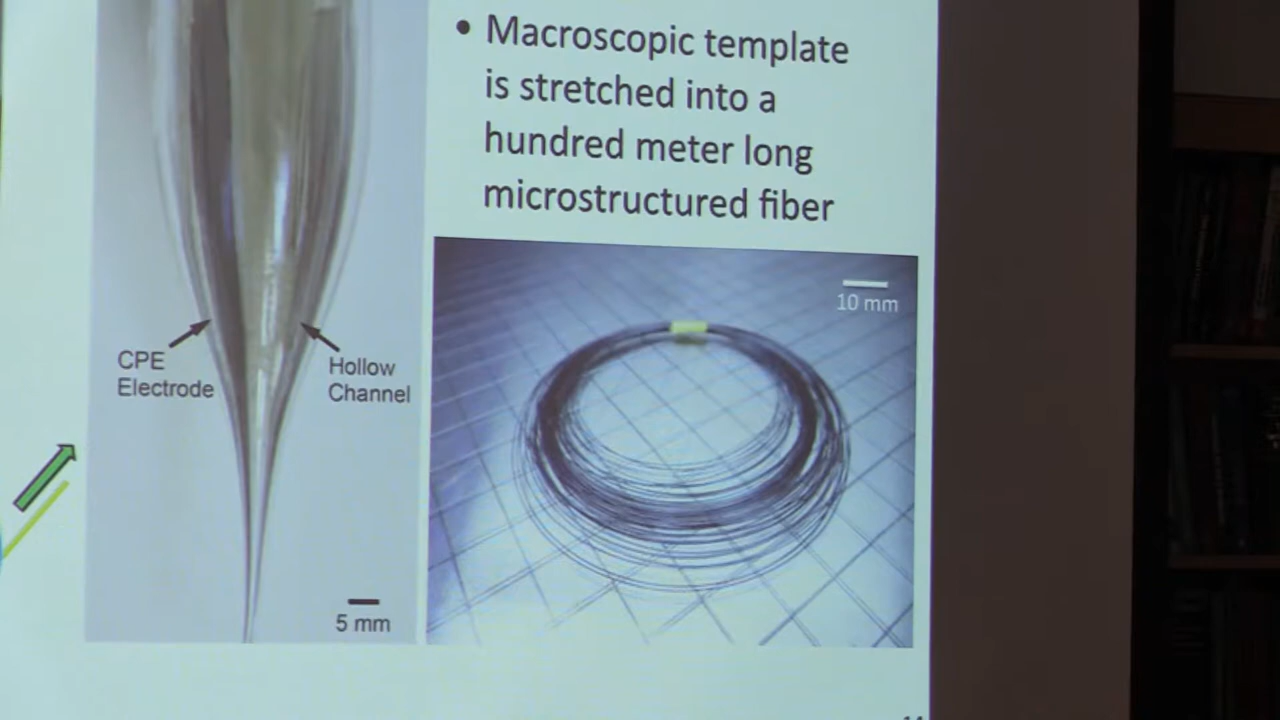 • Macroscopic template
is stretched into a
hundred meter long
microstructured fiber
CPE
Electrode
Hollow
Channel
5 mm
10 mm